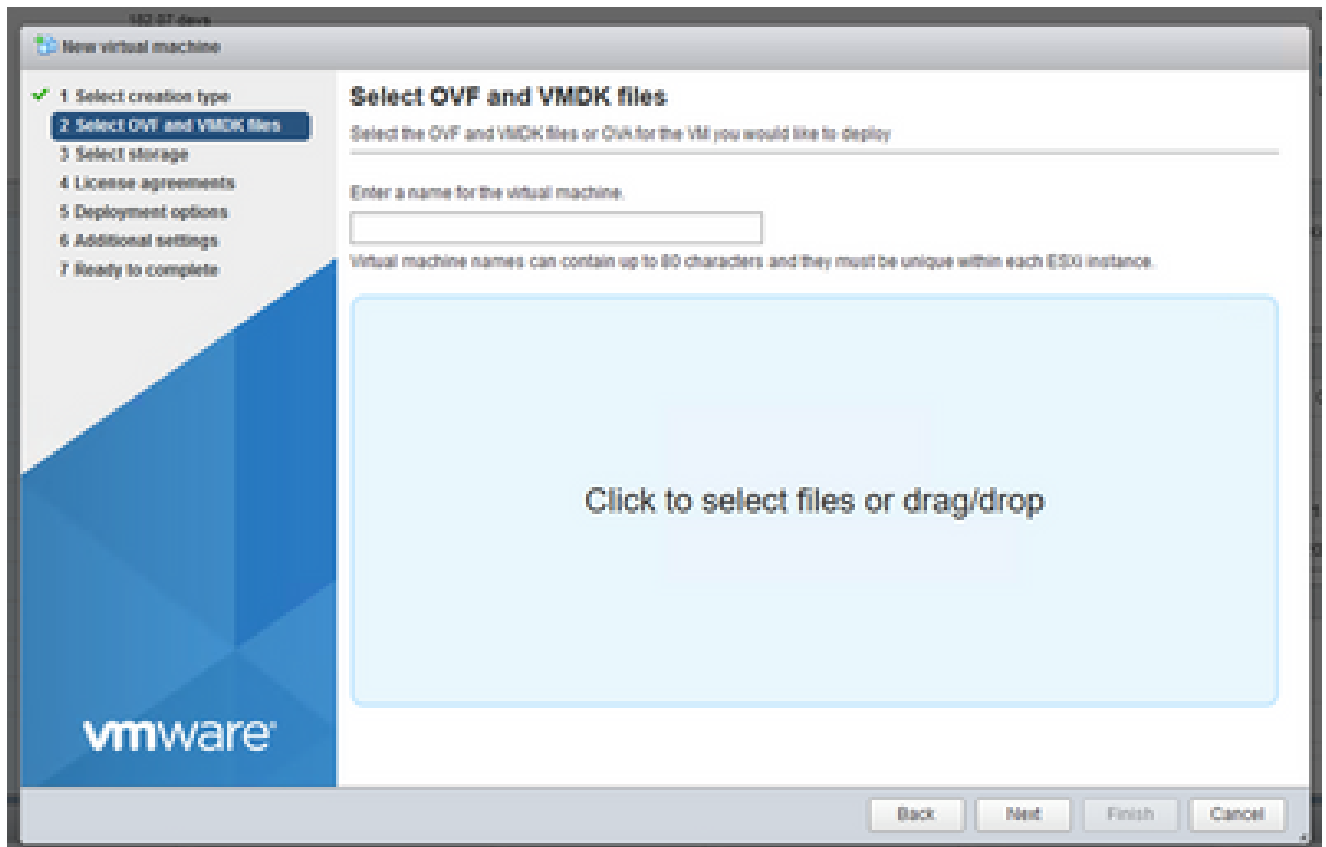 182.07 days
New virtual machine
1 Select creation type
2 Select OVF and VMDK files
3 Select storage
4 License agreements
5 Deployment options
6 Additional settings
7 Ready to complete
vmware
Select OVF and VMDK files
Select the OVF and VMDK files or OVA for the VM you would like to deploy
Enter a name for the virtual machine.
Virtual machine names can contain up to 80 characters and they must be unique within each ESXi instance.
Click to select files or drag/drop
Back
Next
Finish
Cancel